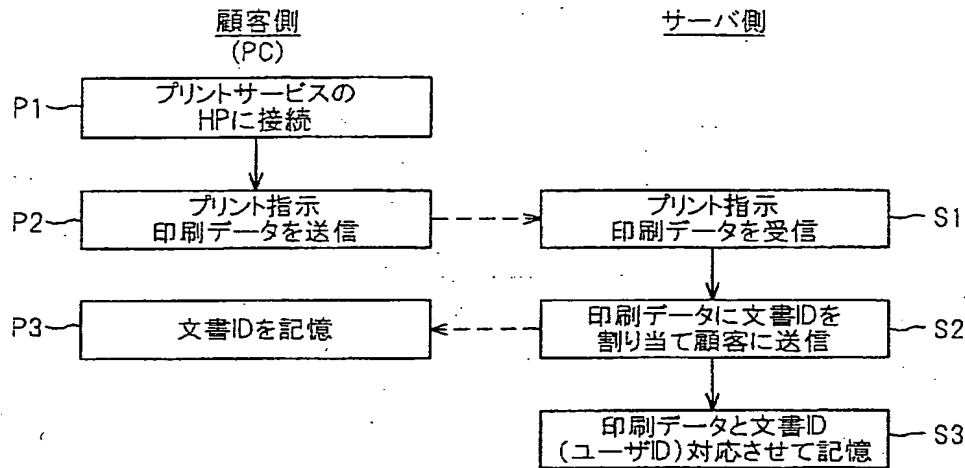 顧客側
(PC)
サーバ側
P1
プリントサービスの
HPに接続
P2
プリント指示
印刷データを送信
プリント指示
印刷データを受信
S1
P3
文書IDを記憶
印刷データに文書IDを
割り当て顧客に送信
S2
印刷データと文書ID
(ユーザID)対応させて記憶
S3